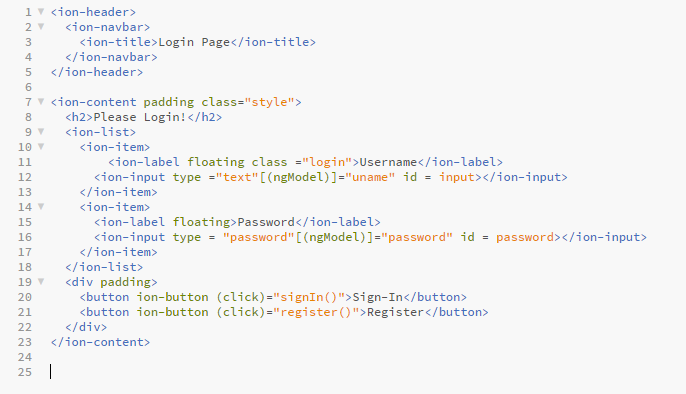 1 <ion-header>
2 <ion-navbar>
3 <ion-title>Login Page</ion-title>
4 </ion-navbar>
5 </ion-header>
6
7 <ion-content padding class="style">
8 <h2>Please Login!</h2>
9 <ion-list>
10 <ion-item>
11 <ion-label floating class ="login">Username</ion-label>
12 <ion-input type ="text"[(ngModel)]="uname" id = input></ion-input>
13 </ion-item>
14 <ion-item>
15 <ion-label floating>Password</ion-label>
16 <ion-input type = "password"[(ngModel)]="password" id = password></ion-input>
17 </ion-item>
18 </ion-list>
19 <div padding>
20 <button ion-button (click)="signIn()">Sign-In</button>
21 <button ion-button (click)="register()">Register</button>
22 </div>
23 </ion-content>
24
25